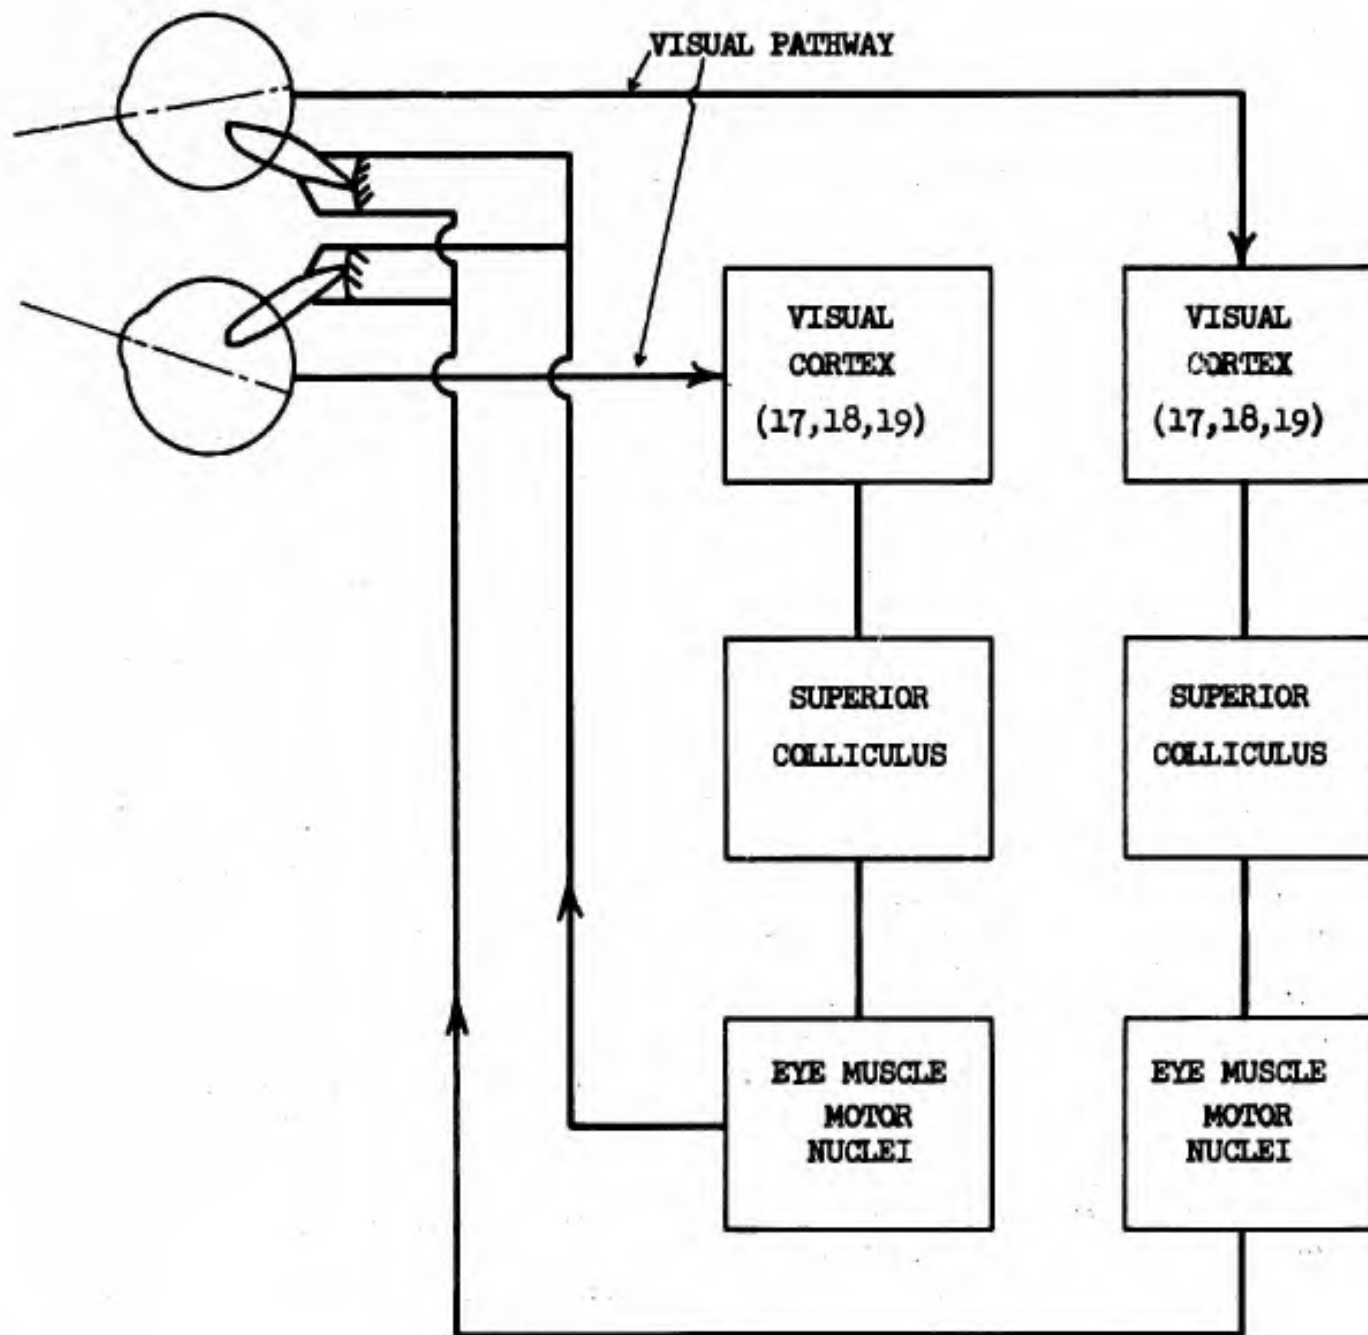 VISUAL PATHWAY
VISUAL
CORTEX
(17,18,19)
VISUAL
CORTEX
(17,18,19)
SUPERIOR
COLLICULUS
SUPERIOR
COLLICULUS
EYE MUSCLE
MOTOR
NUCLEI
EYE MUSCLE
MOTOR
NUCLEI